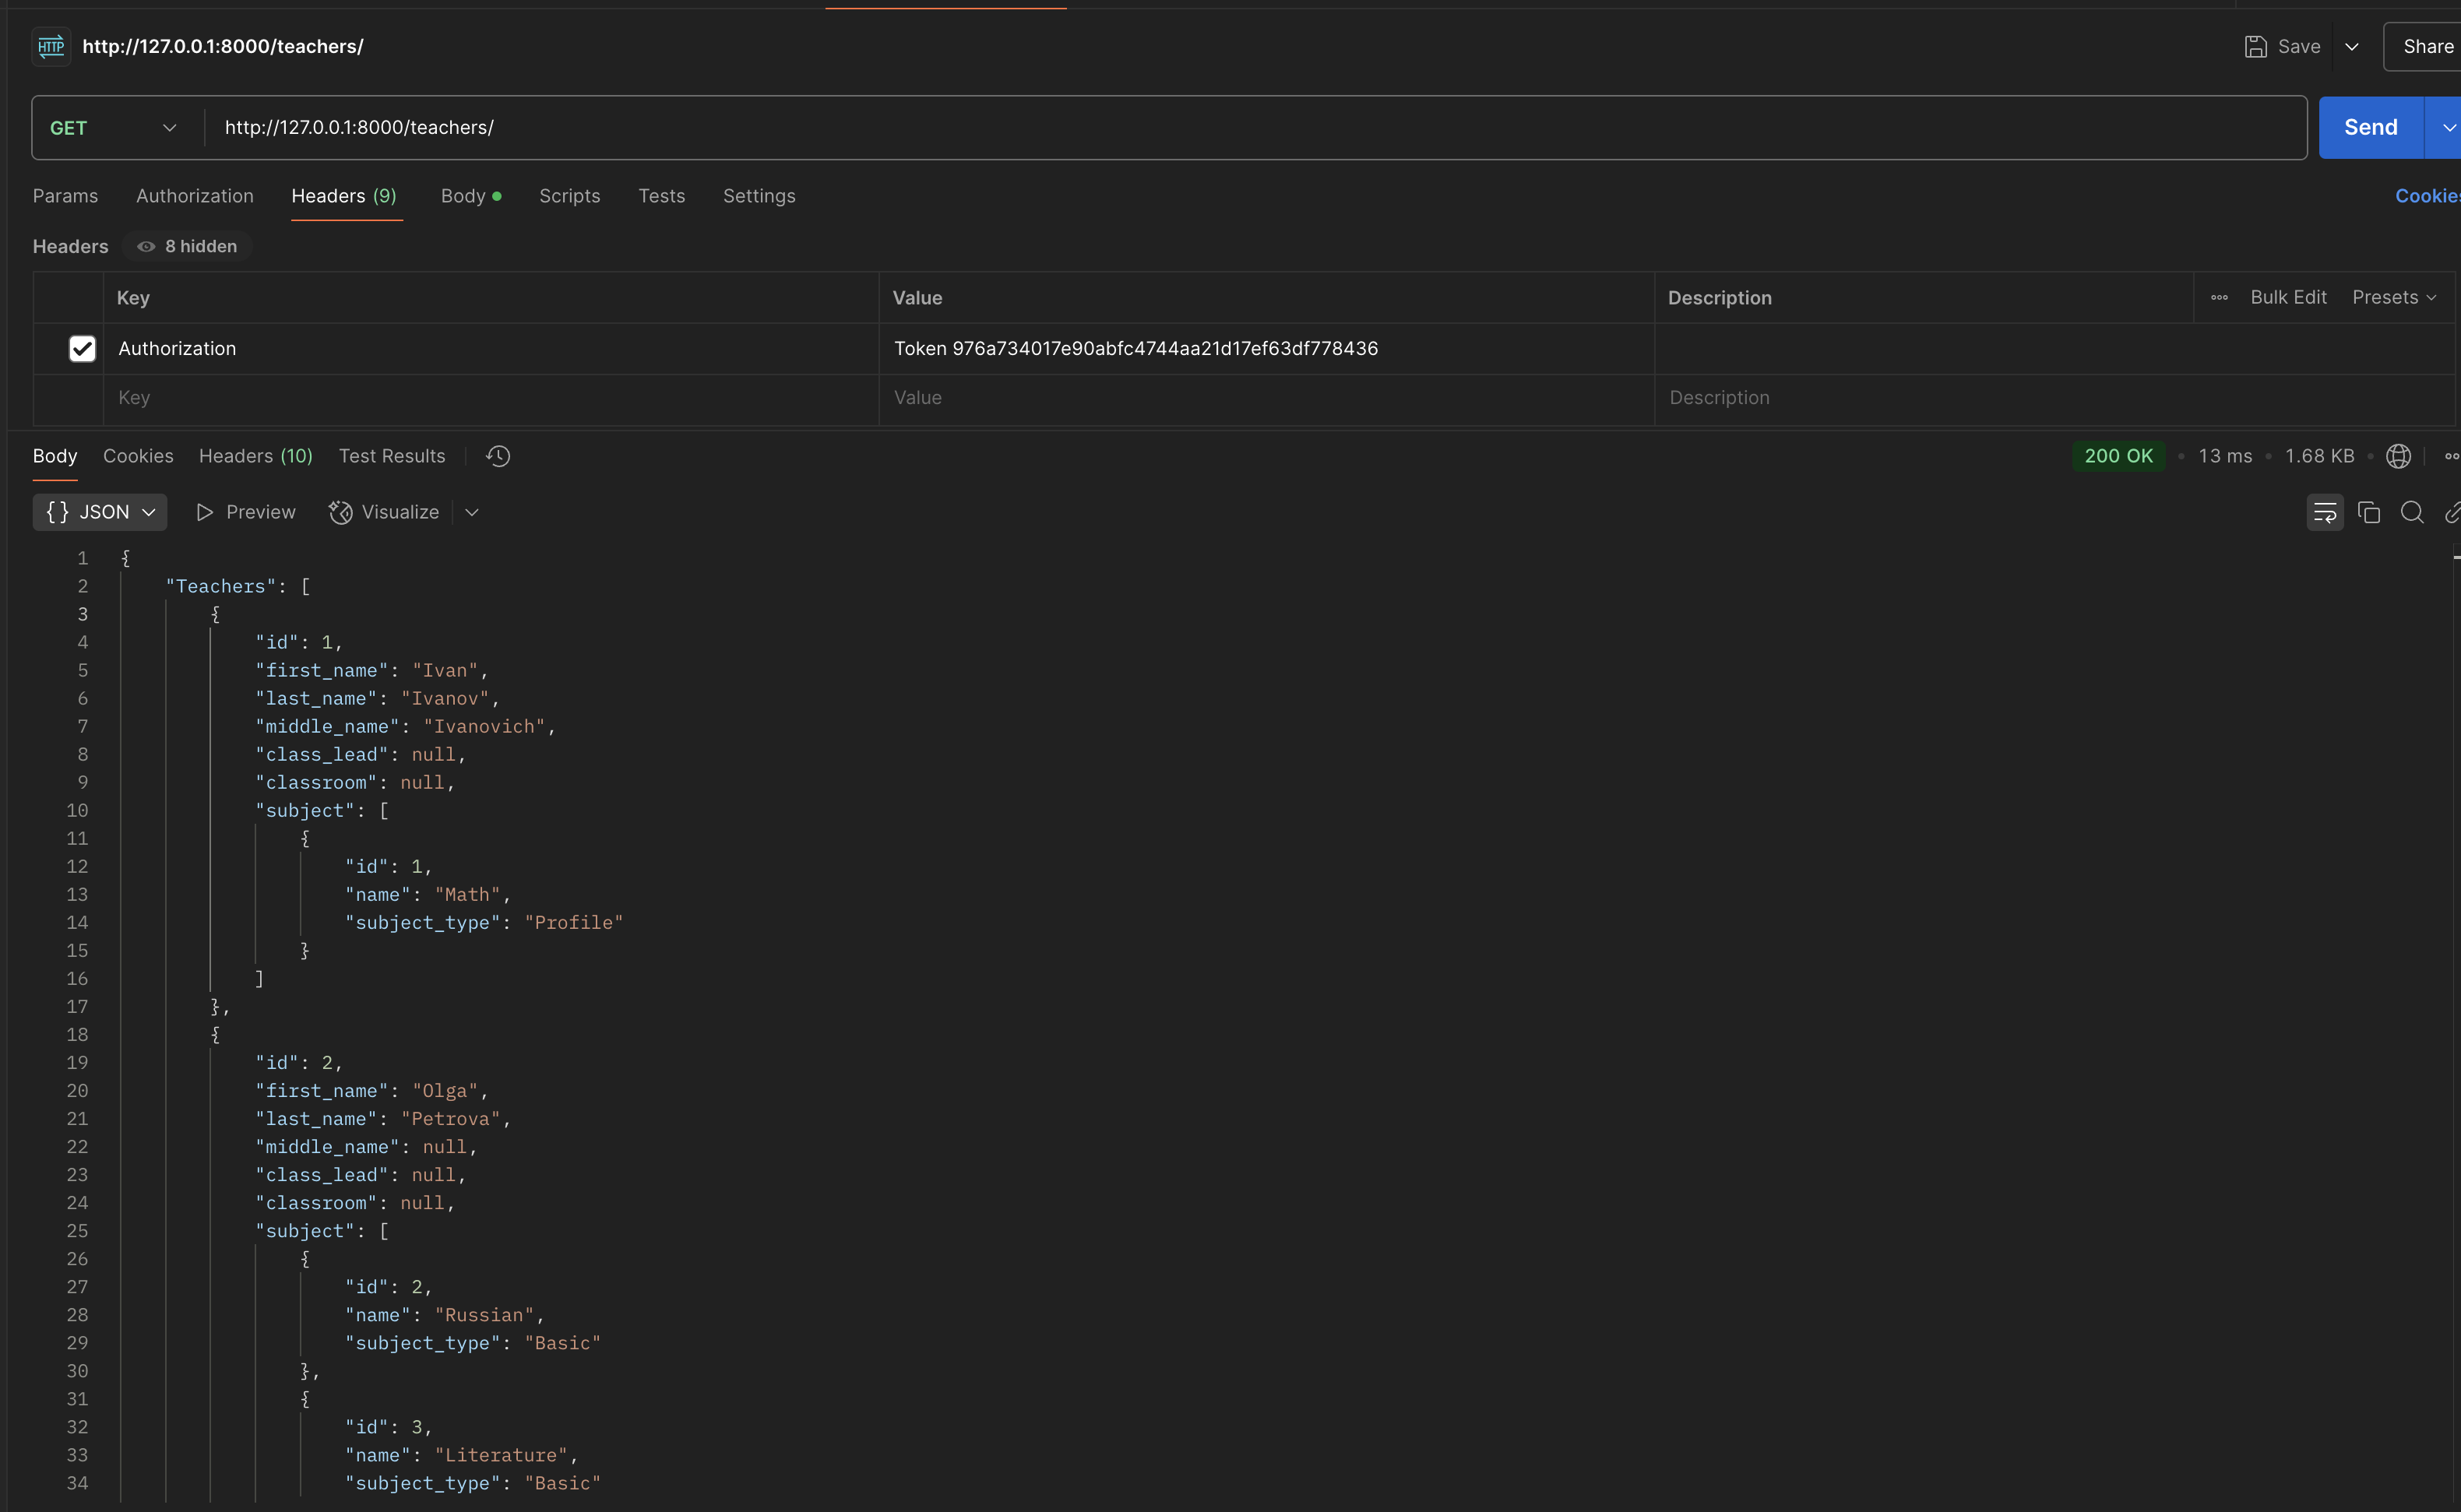 HTTP http://127.0.0.1:8000/teachers/ Save Share
GET http://127.0.0.1:8000/teachers/ Send
Params Authorization Headers (9) Body Scripts Tests Settings Cookies
Headers 8 hidden
Key Value Description Bulk Edit Presets
Authorization Token 976a734017e90abfc4744aa21d17ef63df778436
Key Value Description
Body Cookies Headers (10) Test Results 200 OK • 13 ms • 1.68 KB •
{ } JSON Preview Visualize
1 {
2 "Teachers": [
3 {
4 "id": 1,
5 "first_name": "Ivan",
6 "last_name": "Ivanov",
7 "middle_name": "Ivanovich",
8 "class_lead": null,
9 "classroom": null,
10 "subject": [
11 {
12 "id": 1,
13 "name": "Math",
14 "subject_type": "Profile"
15 }
16 ]
17 },
18 {
19 "id": 2,
20 "first_name": "Olga",
21 "last_name": "Petrova",
22 "middle_name": null,
23 "class_lead": null,
24 "classroom": null,
25 "subject": [
26 {
27 "id": 2,
28 "name": "Russian",
29 "subject_type": "Basic"
30 },
31 {
32 "id": 3,
33 "name": "Literature",
34 "subject_type": "Basic"